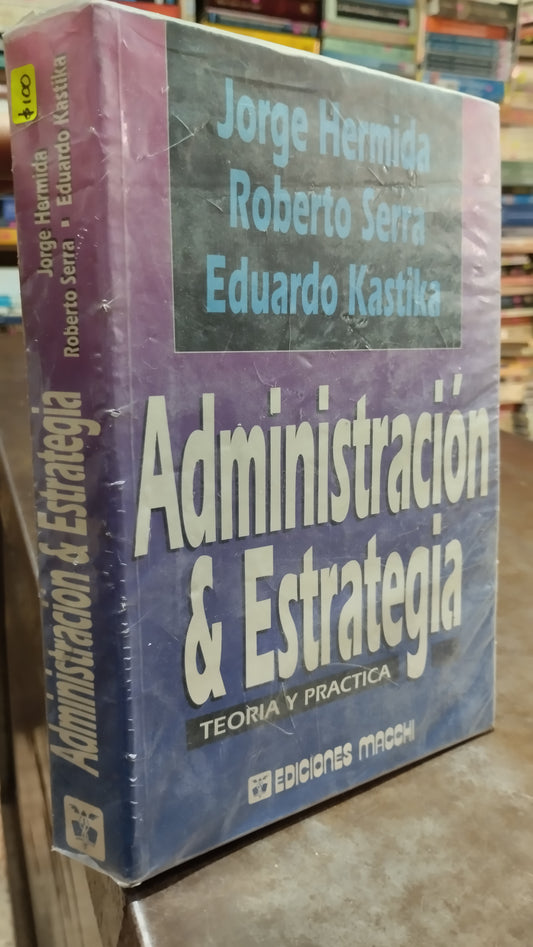 $100
Jorge Hermida
Roberto Serra ▪ Eduardo Kastika
Administración & Estrategia
Jorge Hermida
Roberto Serra
Eduardo Kastika
Administración
& Estrategia
TEORIA Y PRACTICA
EDICIONES MACCHI